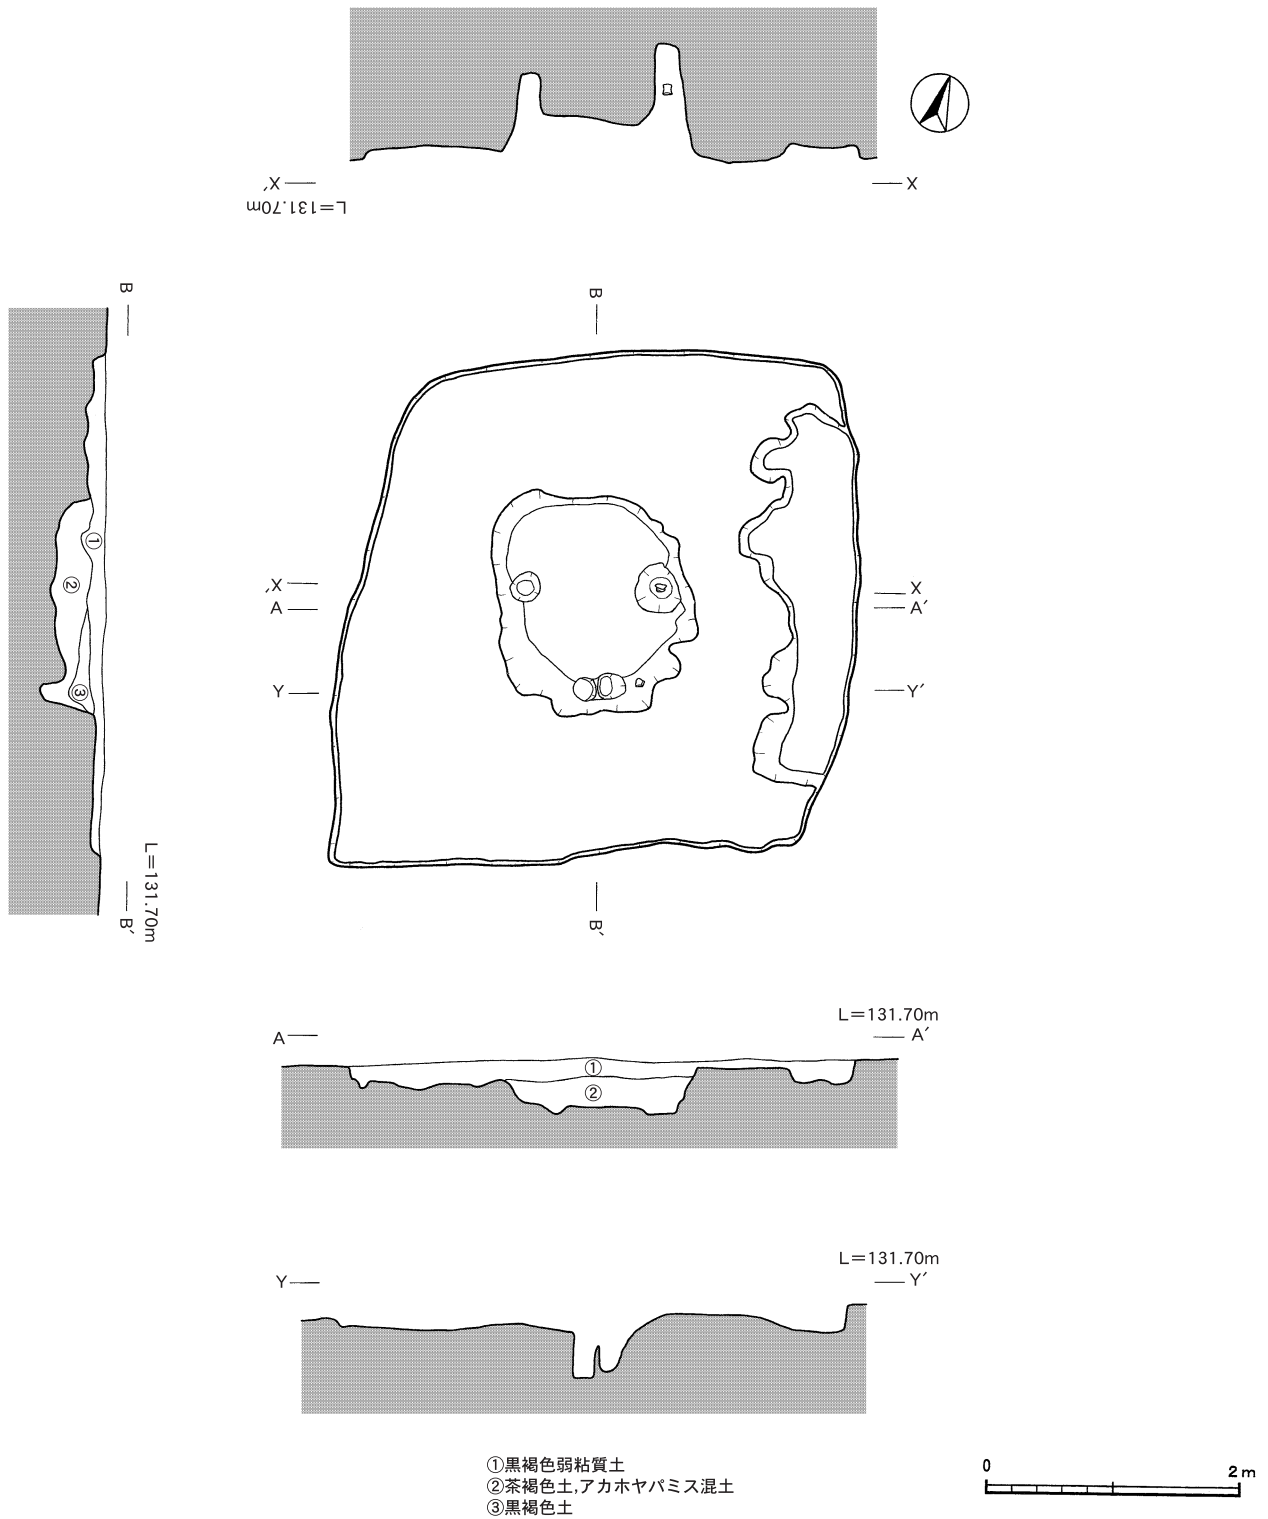 X´
X
L＝131.70m
B
B
X´
X
A
A´
Y
Y´
①
②
③
L＝131.70m
B´
B´
L＝131.70m
A
A´
①
②
L＝131.70m
Y
Y´
①黒褐色弱粘質土
②茶褐色土,アカホヤパミス混土
③黒褐色土
0
2m